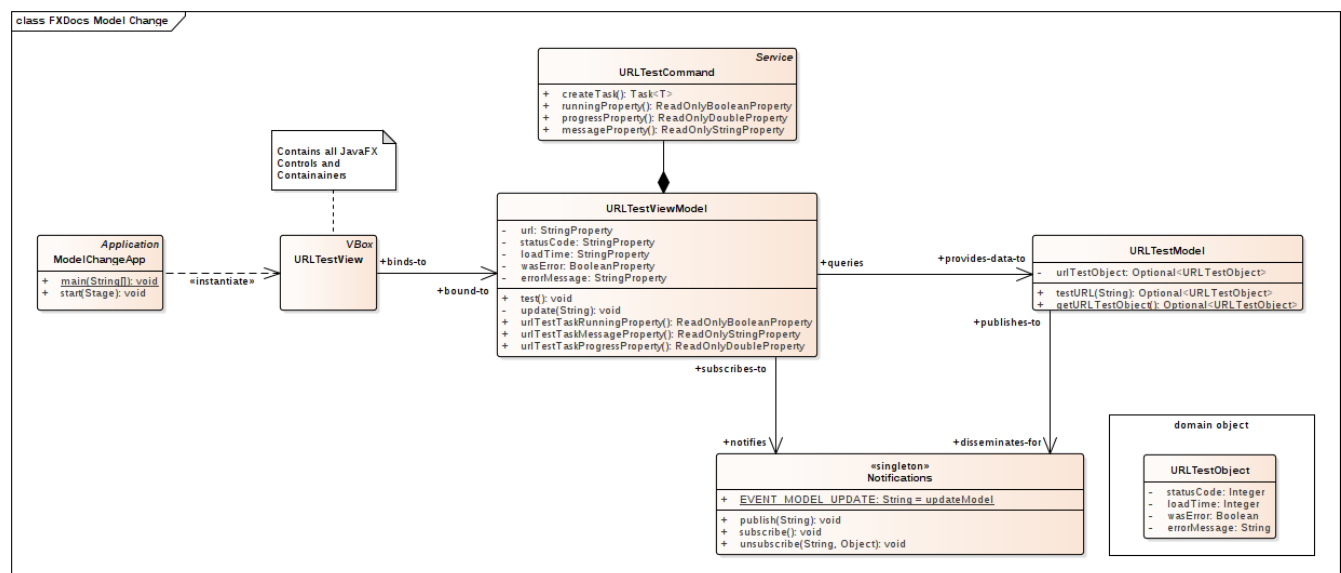 class FXDocs Model Change
Service
URLTestCommand
+ createTask(): Task<T>
+ runningProperty(): ReadOnlyBooleanProperty
+ progressProperty(): ReadOnlyDoubleProperty
+ messageProperty(): ReadOnlyStringProperty
Contains all JavaFX
Controls and
Containainers
Application
ModelChangeApp
+ main(String[]): void
+ start(Stage): void
«instantiate»
VBox
URLTestView
+binds-to
+bound-to
URLTestViewModel
- url: StringProperty
- statusCode: StringProperty
- loadTime: StringProperty
- wasError: BooleanProperty
- errorMessage: StringProperty
+ test(): void
- update(String): void
+ urlTestTaskRunningProperty(): ReadOnlyBooleanProperty
+ urlTestTaskMessageProperty(): ReadOnlyStringProperty
+ urlTestTaskProgressProperty(): ReadOnlyDoubleProperty
+queries
+provides-data-to
URLTestModel
- urlTestObject: Optional<URLTestObject>
+ testURL(String): Optional<URLTestObject>
+ getURLTestObject(): Optional<URLTestObject>
+subscribes-to
+publishes-to
+notifies
+disseminates-for
«singleton»
Notifications
+ EVENT_MODEL_UPDATE: String = updateModel
+ publish(String): void
+ subscribe(): void
+ unsubscribe(String, Object): void
domain object
URLTestObject
- statusCode: Integer
- loadTime: Integer
- wasError: Boolean
- errorMessage: String